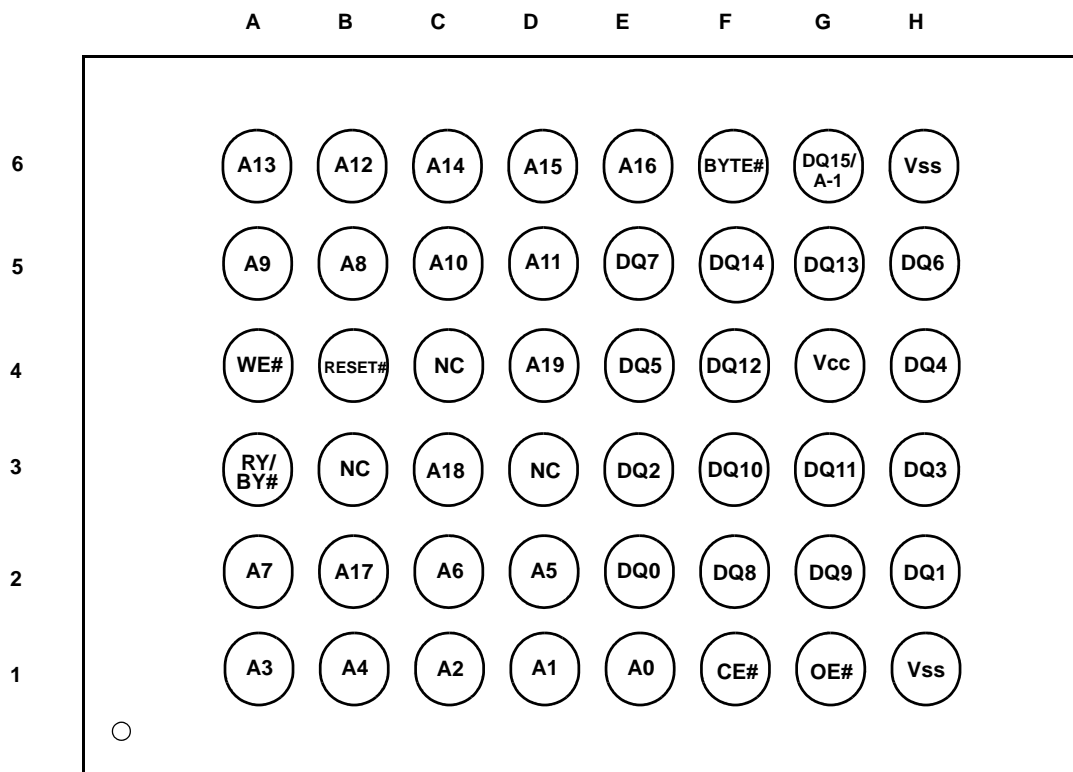 A B C D E F G H
6 A13 A12 A14 A15 A16 BYTE# DQ15/ A-1 Vss
5 A9 A8 A10 A11 DQ7 DQ14 DQ13 DQ6
4 WE# RESET# NC A19 DQ5 DQ12 Vcc DQ4
3 RY/ BY# NC A18 NC DQ2 DQ10 DQ11 DQ3
2 A7 A17 A6 A5 DQ0 DQ8 DQ9 DQ1
1 A3 A4 A2 A1 A0 CE# OE# Vss